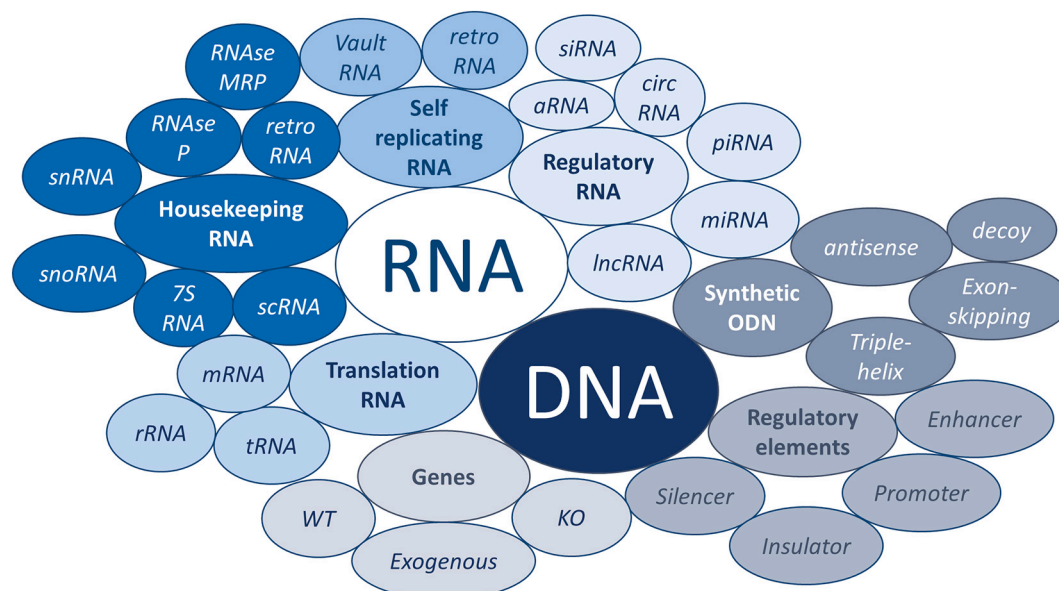 RNAse
MRP
Vault
RNA
retro
RNA
siRNA
circ
RNA
aRNA
RNAse
P
retro
RNA
Self
replicating
RNA
piRNA
snRNA
Regulatory
RNA
Housekeeping
RNA
miRNA
decoy
antisense
RNA
lncRNA
snoRNA
7S
RNA
scRNA
Synthetic
ODN
Exon-
skipping
Triple-
helix
mRNA
Translation
RNA
DNA
Regulatory
elements
Enhancer
rRNA
tRNA
Genes
Silencer
Promoter
WT
KO
Exogenous
Insulator